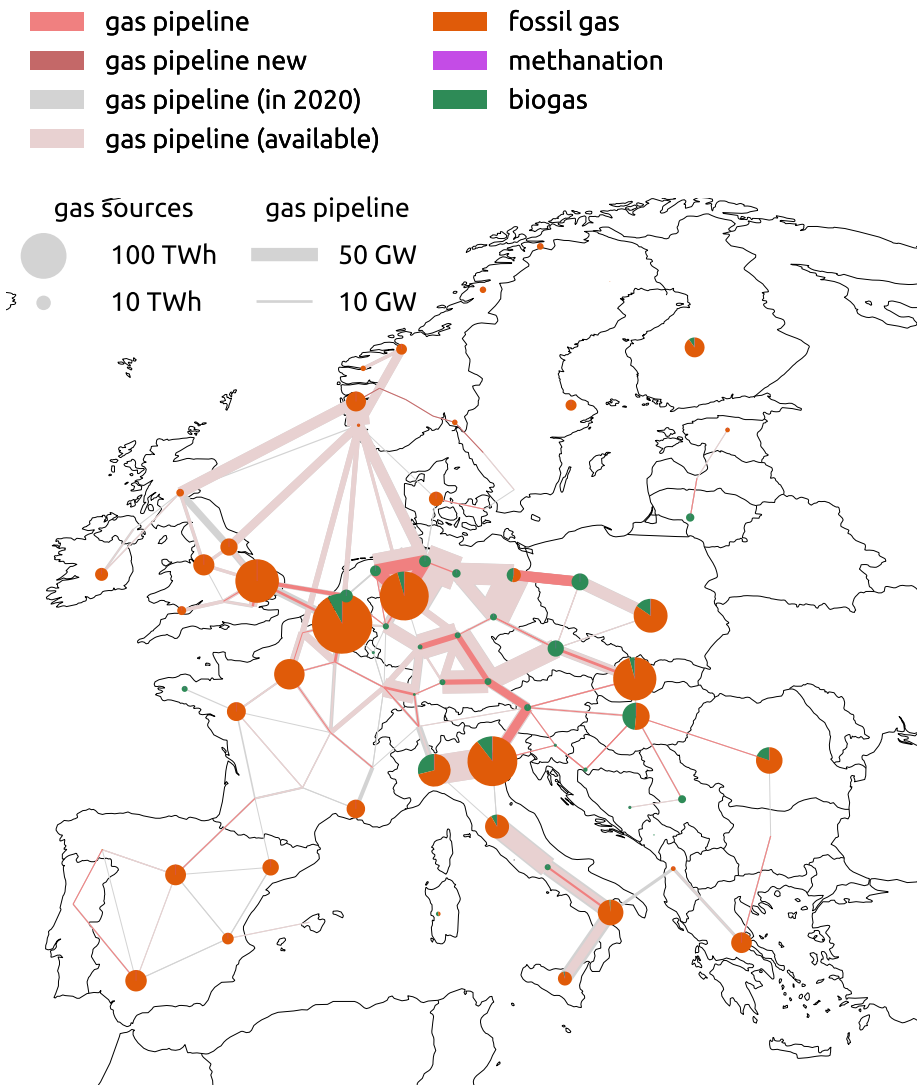 gas pipeline
gas pipeline new
gas pipeline (in 2020)
gas pipeline (available)
fossil gas
methanation
biogas
gas sources
100 TWh
10 TWh
gas pipeline
50 GW
10 GW